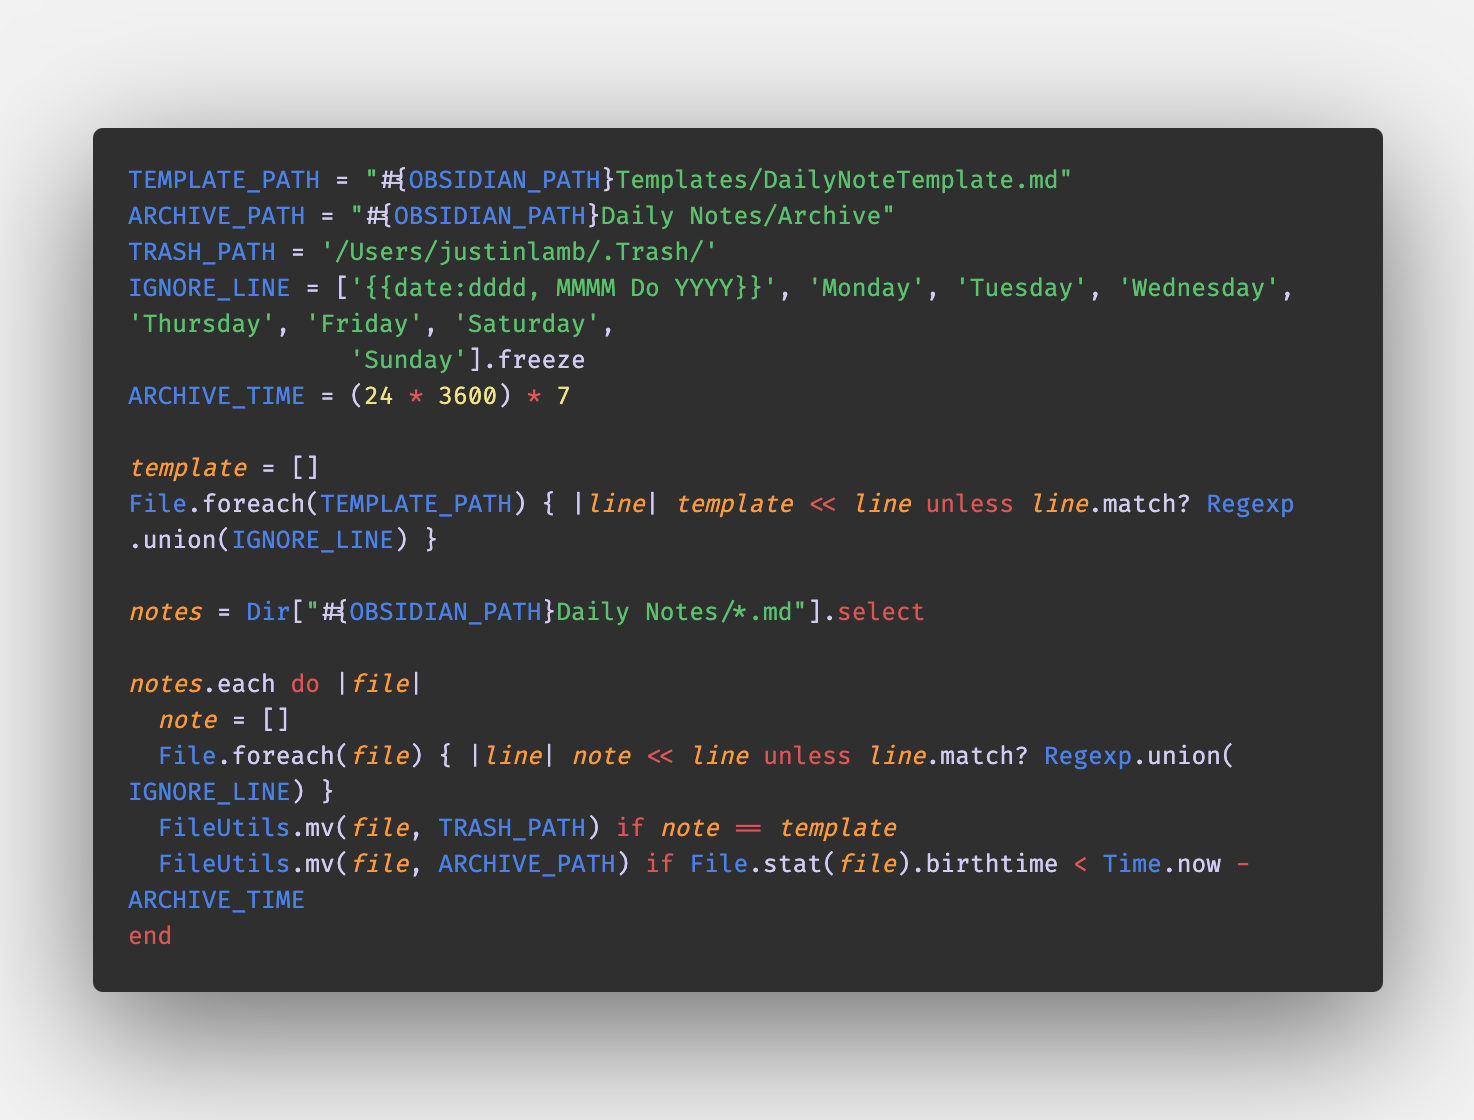 TEMPLATE_PATH = "#{OBSIDIAN_PATH}Templates/DailyNoteTemplate.md"
ARCHIVE_PATH = "#{OBSIDIAN_PATH}Daily Notes/Archive"
TRASH_PATH = '/Users/justinlamb/.Trash/'
IGNORE_LINE = ['{{date:dddd, MMMM Do YYYY}}', 'Monday', 'Tuesday', 'Wednesday',
'Thursday', 'Friday', 'Saturday',
               'Sunday'].freeze
ARCHIVE_TIME = (24 * 3600) * 7

template = []
File.foreach(TEMPLATE_PATH) { |line| template << line unless line.match? Regexp
.union(IGNORE_LINE) }

notes = Dir["#{OBSIDIAN_PATH}Daily Notes/*.md"].select

notes.each do |file|
  note = []
  File.foreach(file) { |line| note << line unless line.match? Regexp.union(
IGNORE_LINE) }
  FileUtils.mv(file, TRASH_PATH) if note == template
  FileUtils.mv(file, ARCHIVE_PATH) if File.stat(file).birthtime < Time.now -
ARCHIVE_TIME
end